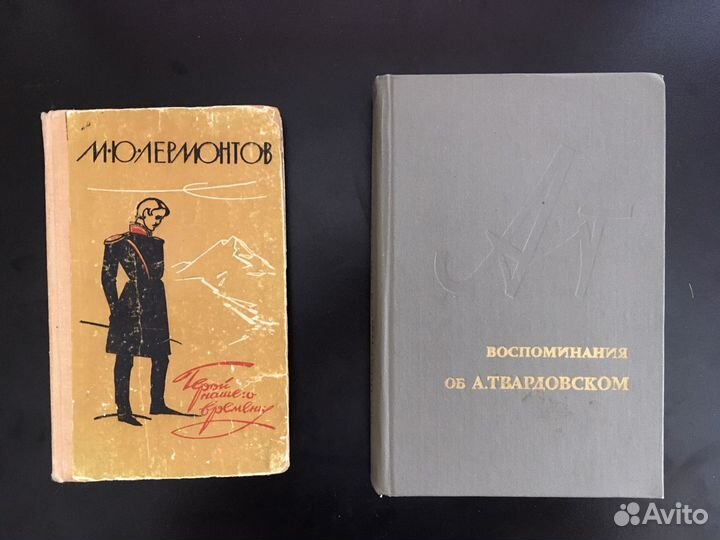 М·Ю·ЛЕРМОНТОВ
Герой
нашего
времени
АТ
ВОСПОМИНАНИЯ
ОБ А.ТВАРДОВСКОМ
Avito